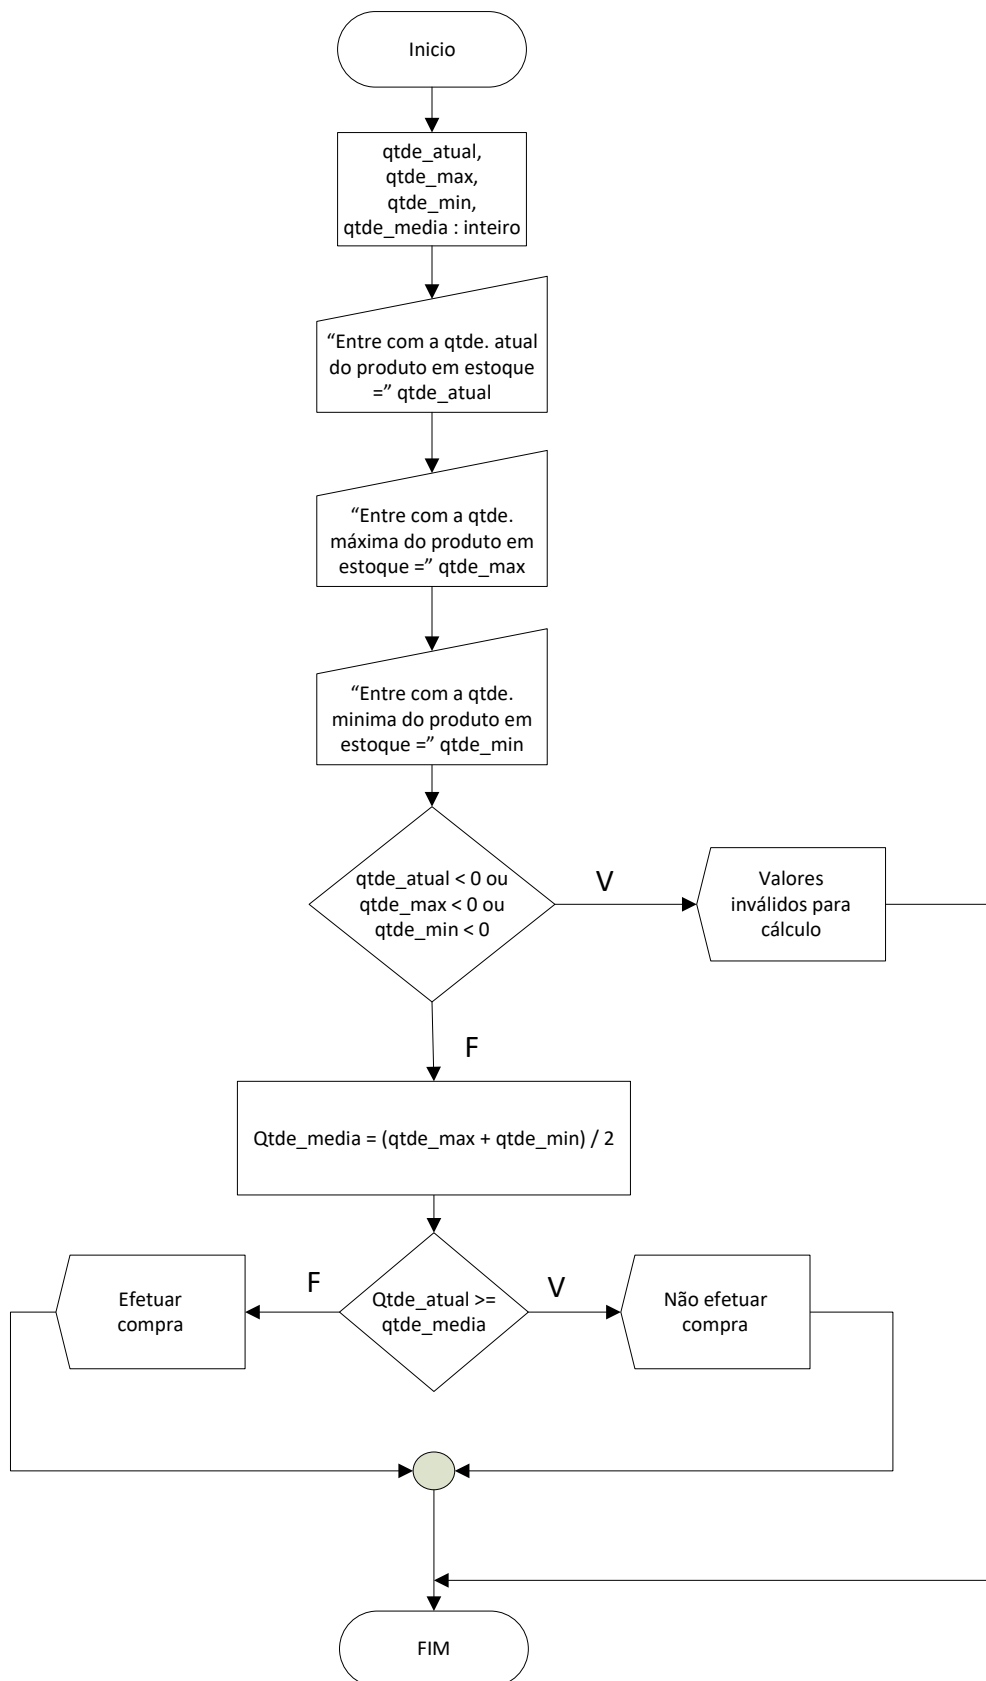 Inicio
qtde_atual,
qtde_max,
qtde_min,
qtde_media : inteiro
“Entre com a qtde. atual
do produto em estoque
=” qtde_atual
“Entre com a qtde.
máxima do produto em
estoque =” qtde_max
“Entre com a qtde.
minima do produto em
estoque =” qtde_min
qtde_atual < 0 ou
qtde_max < 0 ou
qtde_min < 0
V
Valores
inválidos para
cálculo
F
Qtde_media = (qtde_max + qtde_min) / 2
Efetuar
compra
F
Qtde_atual >=
qtde_media
V
Não efetuar
compra
FIM